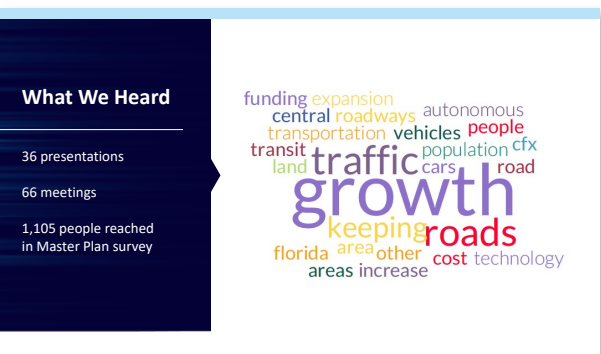 What We Heard
36 presentations
66 meetings
1,105 people reached
in Master Plan survey
funding expansion
central roadways autonomous
transportation vehicles people
transit traffic population cfx
land cars road
growth
keeping roads
florida area other cost technology
areas increase